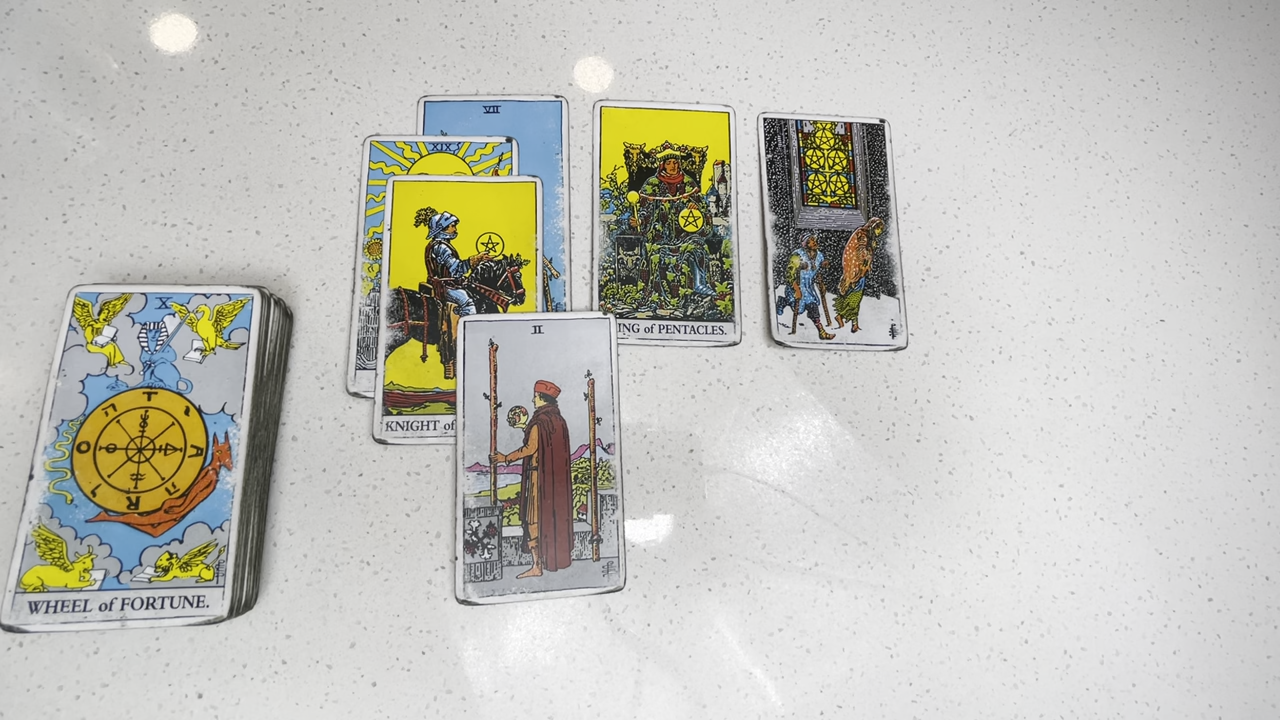 VII
XIX
KNIGHT of
ING of PENTACLES.
X
WHEEL of FORTUNE.
II